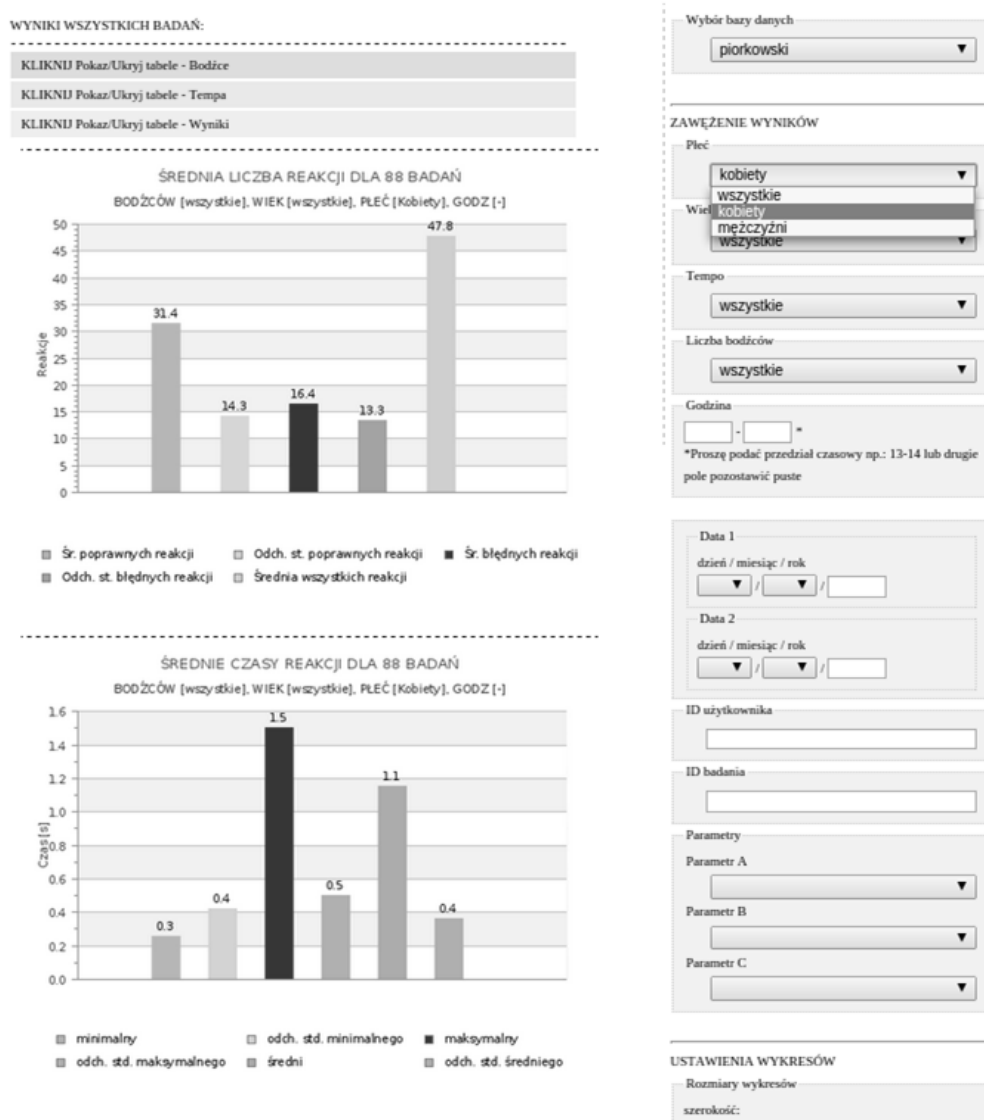 WYNIKI WSZYSTKICH BADAŃ:
KLIKNIJ Pokaz/Ukryj tabele - Bodźce
KLIKNIJ Pokaz/Ukryj tabele - Tempa
KLIKNIJ Pokaz/Ukryj tabele - Wyniki
ŚREDNIA LICZBA REAKCJI DLA 88 BADAŃ
BODŹCÓW [wszystkie], WIEK [wszystkie], PŁEĆ [Kobiety], GODZ [-]
Reakcje
50
45
40
35
30
25
20
15
10
5
0
31.4
14.3
16.4
13.3
47.8
Śr. poprawnych reakcji
Odch. st. poprawnych reakcji
Śr. błędnych reakcji
Odch. st. błędnych reakcji
Średnia wszystkich reakcji
ŚREDNIE CZASY REAKCJI DLA 88 BADAŃ
BODŹCÓW [wszystkie], WIEK [wszystkie], PŁEĆ [Kobiety], GODZ [-]
Czas[s]
1.6
1.4
1.2
1.0
0.8
0.6
0.4
0.2
0.0
0.3
0.4
1.5
0.5
1.1
0.4
minimalny
odch. std. minimalnego
maksymalny
odch. std. maksymalnego
średni
odch. std. średniego
Wybór bazy danych
piorkowski
ZAWĘŻENIE WYNIKÓW
Płeć
kobiety
wszystkie
kobiety
mężczyźni
Wiek
wszystkie
Tempo
wszystkie
Liczba bodźców
wszystkie
Godzina
- *
*Proszę podać przedział czasowy np.: 13-14 lub drugie
pole pozostawić puste
Data 1
dzień / miesiąc / rok
/ /
Data 2
dzień / miesiąc / rok
/ /
ID użytkownika
ID badania
Parametry
Parametr A
Parametr B
Parametr C
USTAWIENIA WYKRESÓW
Rozmiary wykresów
szerokość: